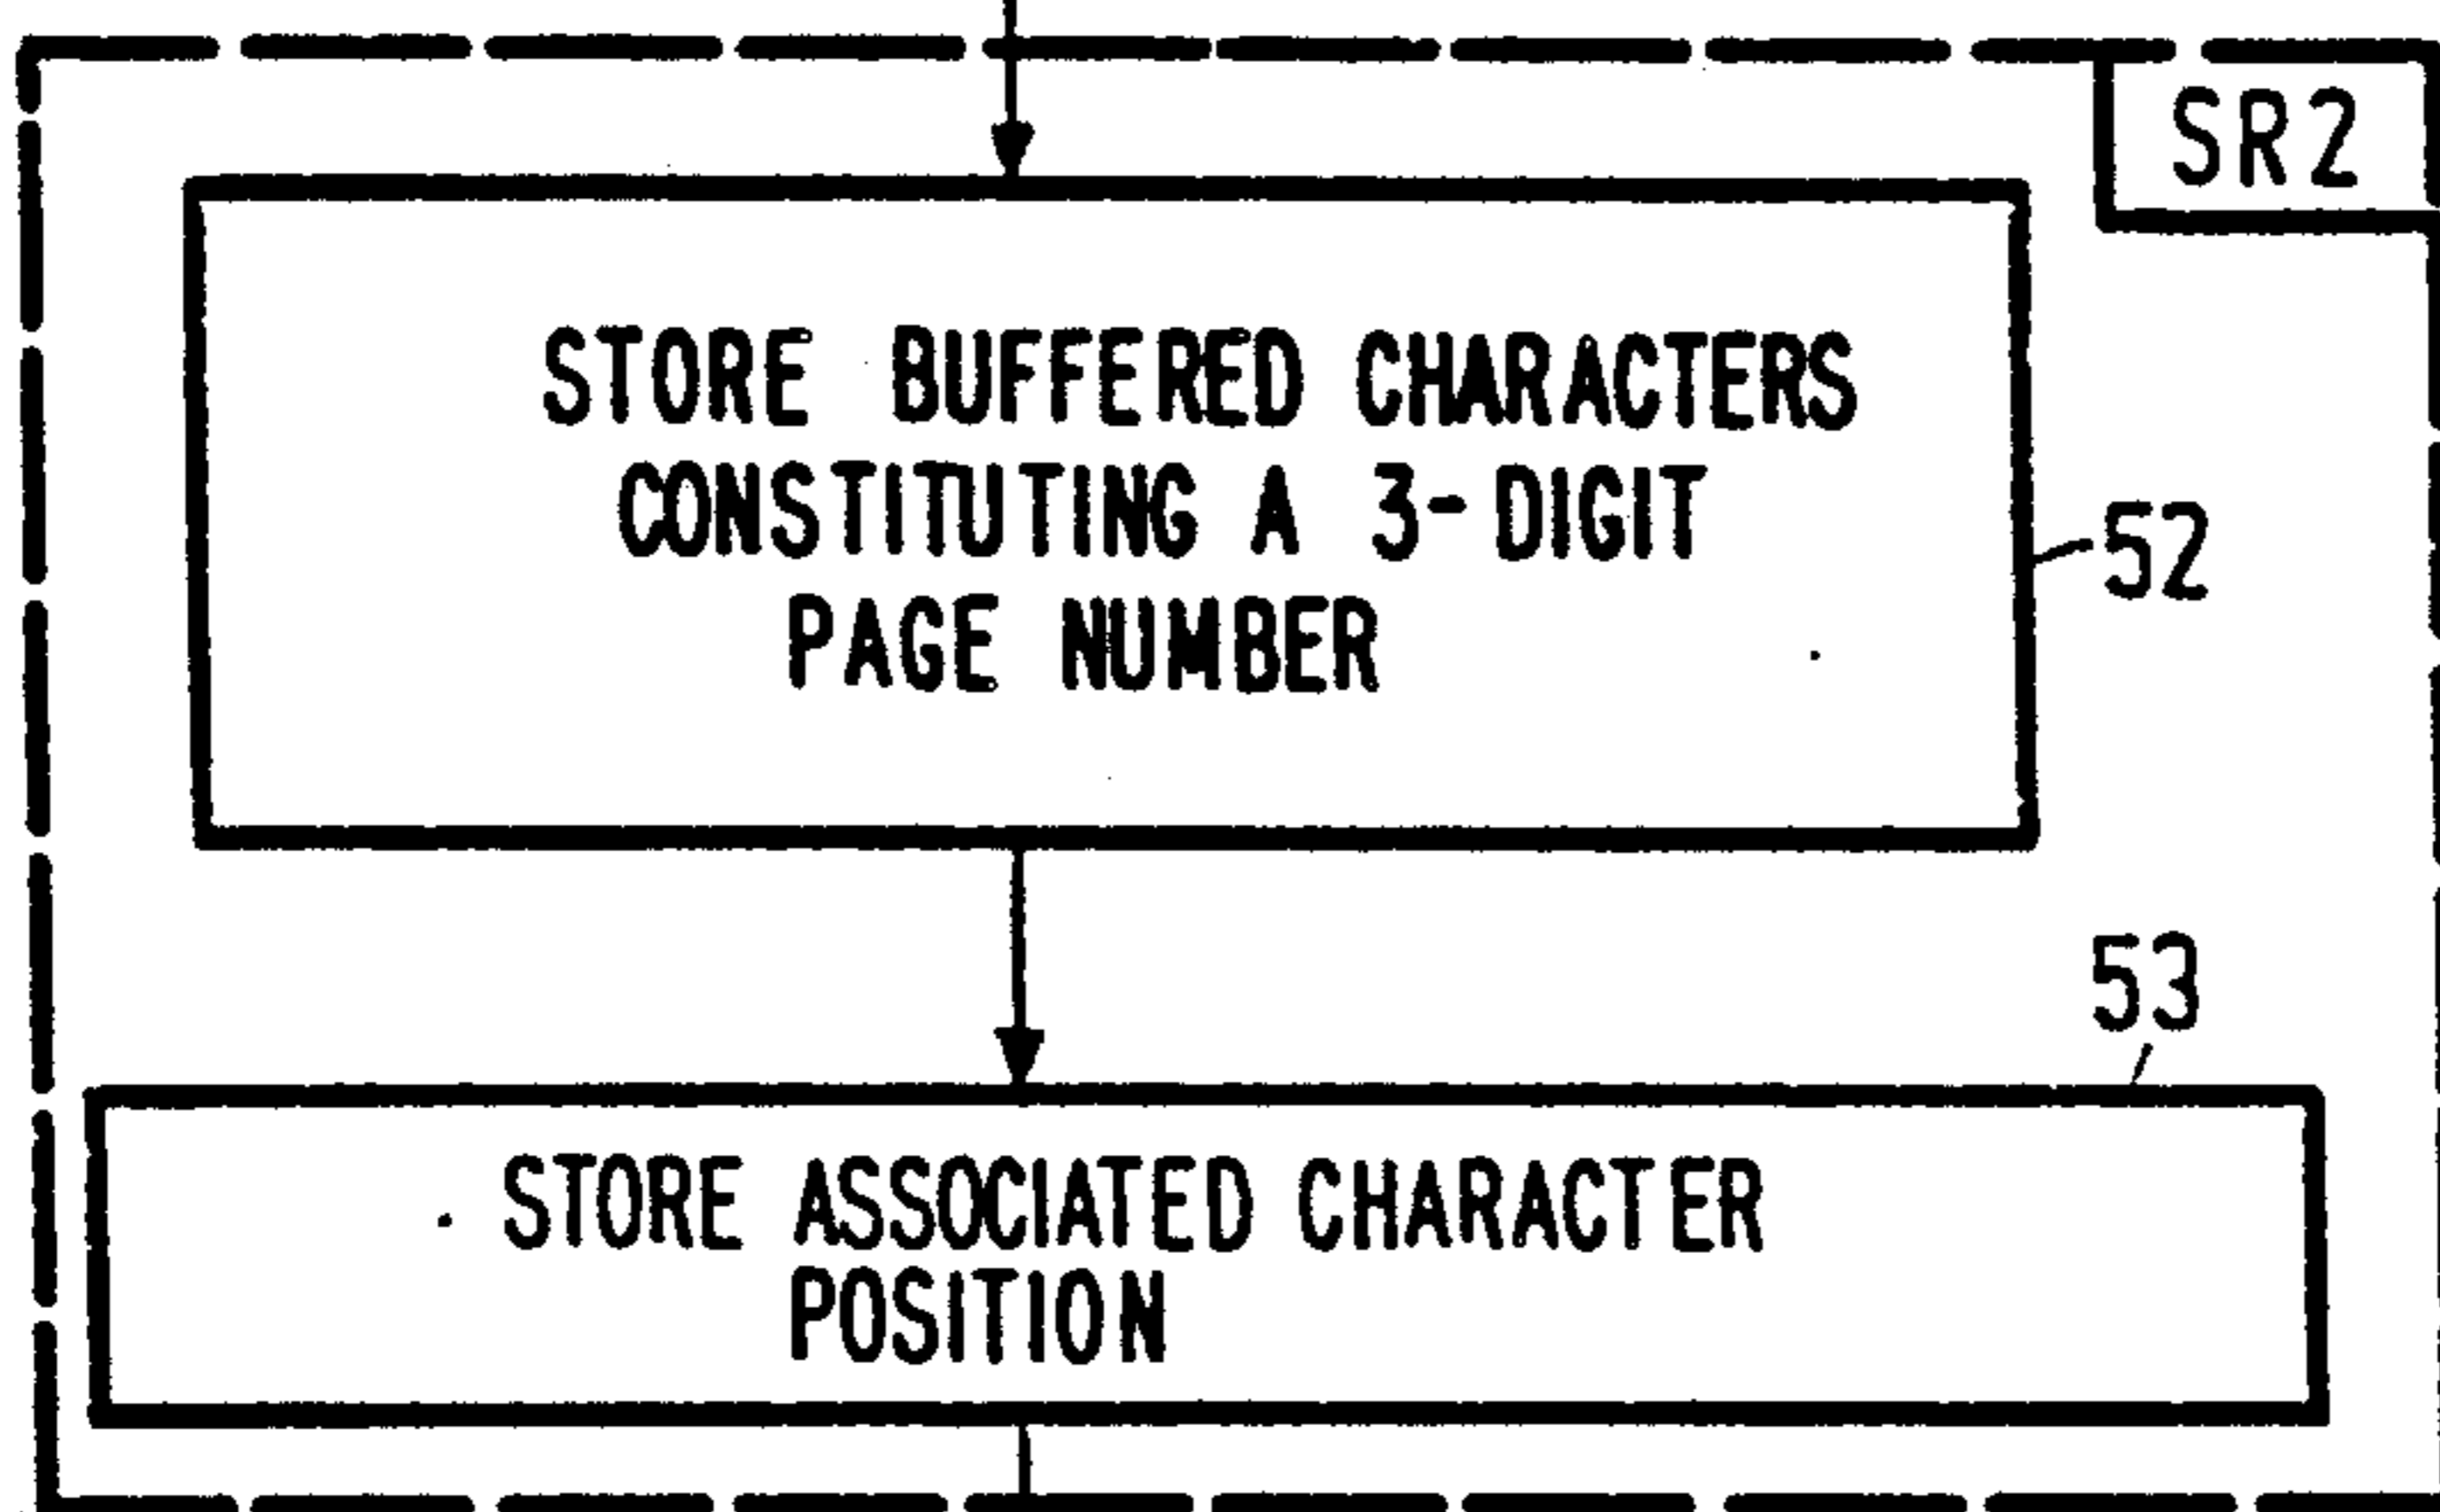 SR2
STORE BUFFERED CHARACTERS
CONSTITUTING A 3-DIGIT
PAGE NUMBER
52
53
STORE ASSOCIATED CHARACTER
POSITION